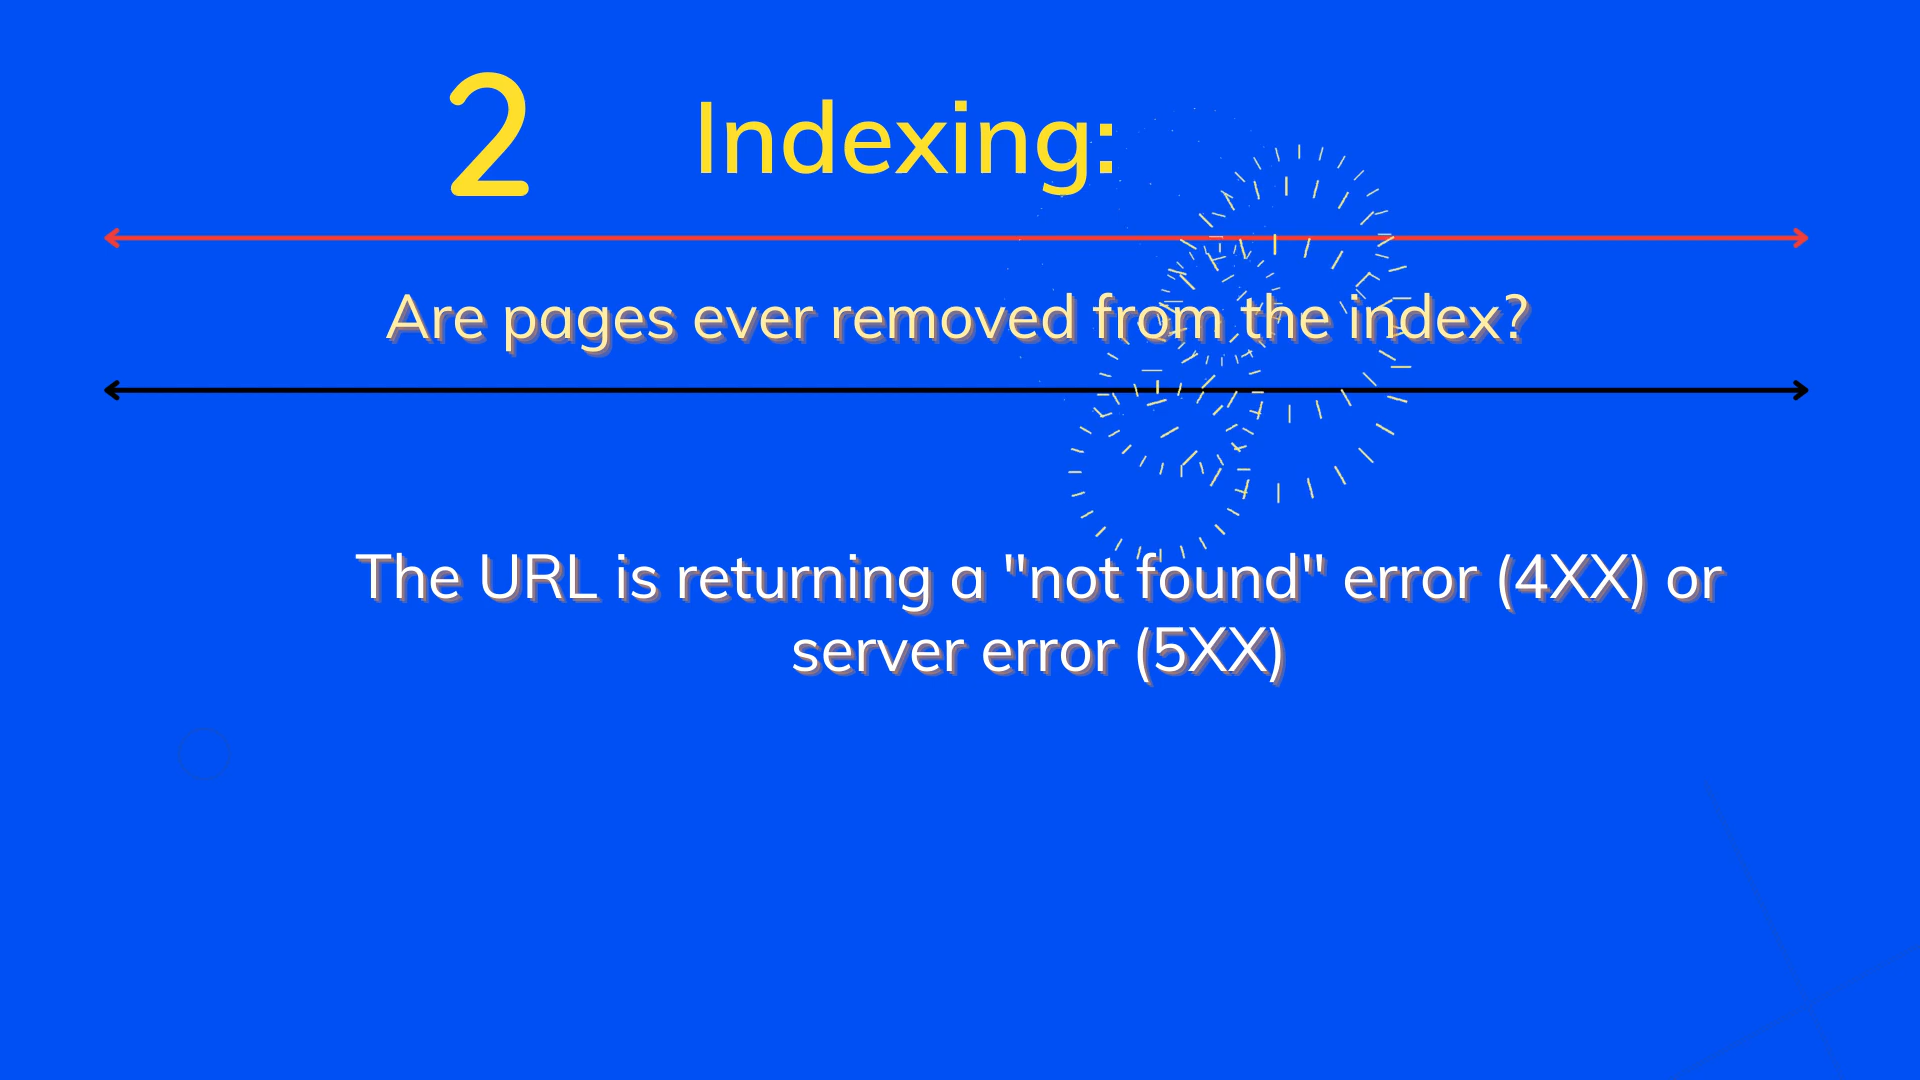 2 Indexing:
Are pages ever removed from the index?
The URL is returning a "not found" error (4XX) or
server error (5XX)